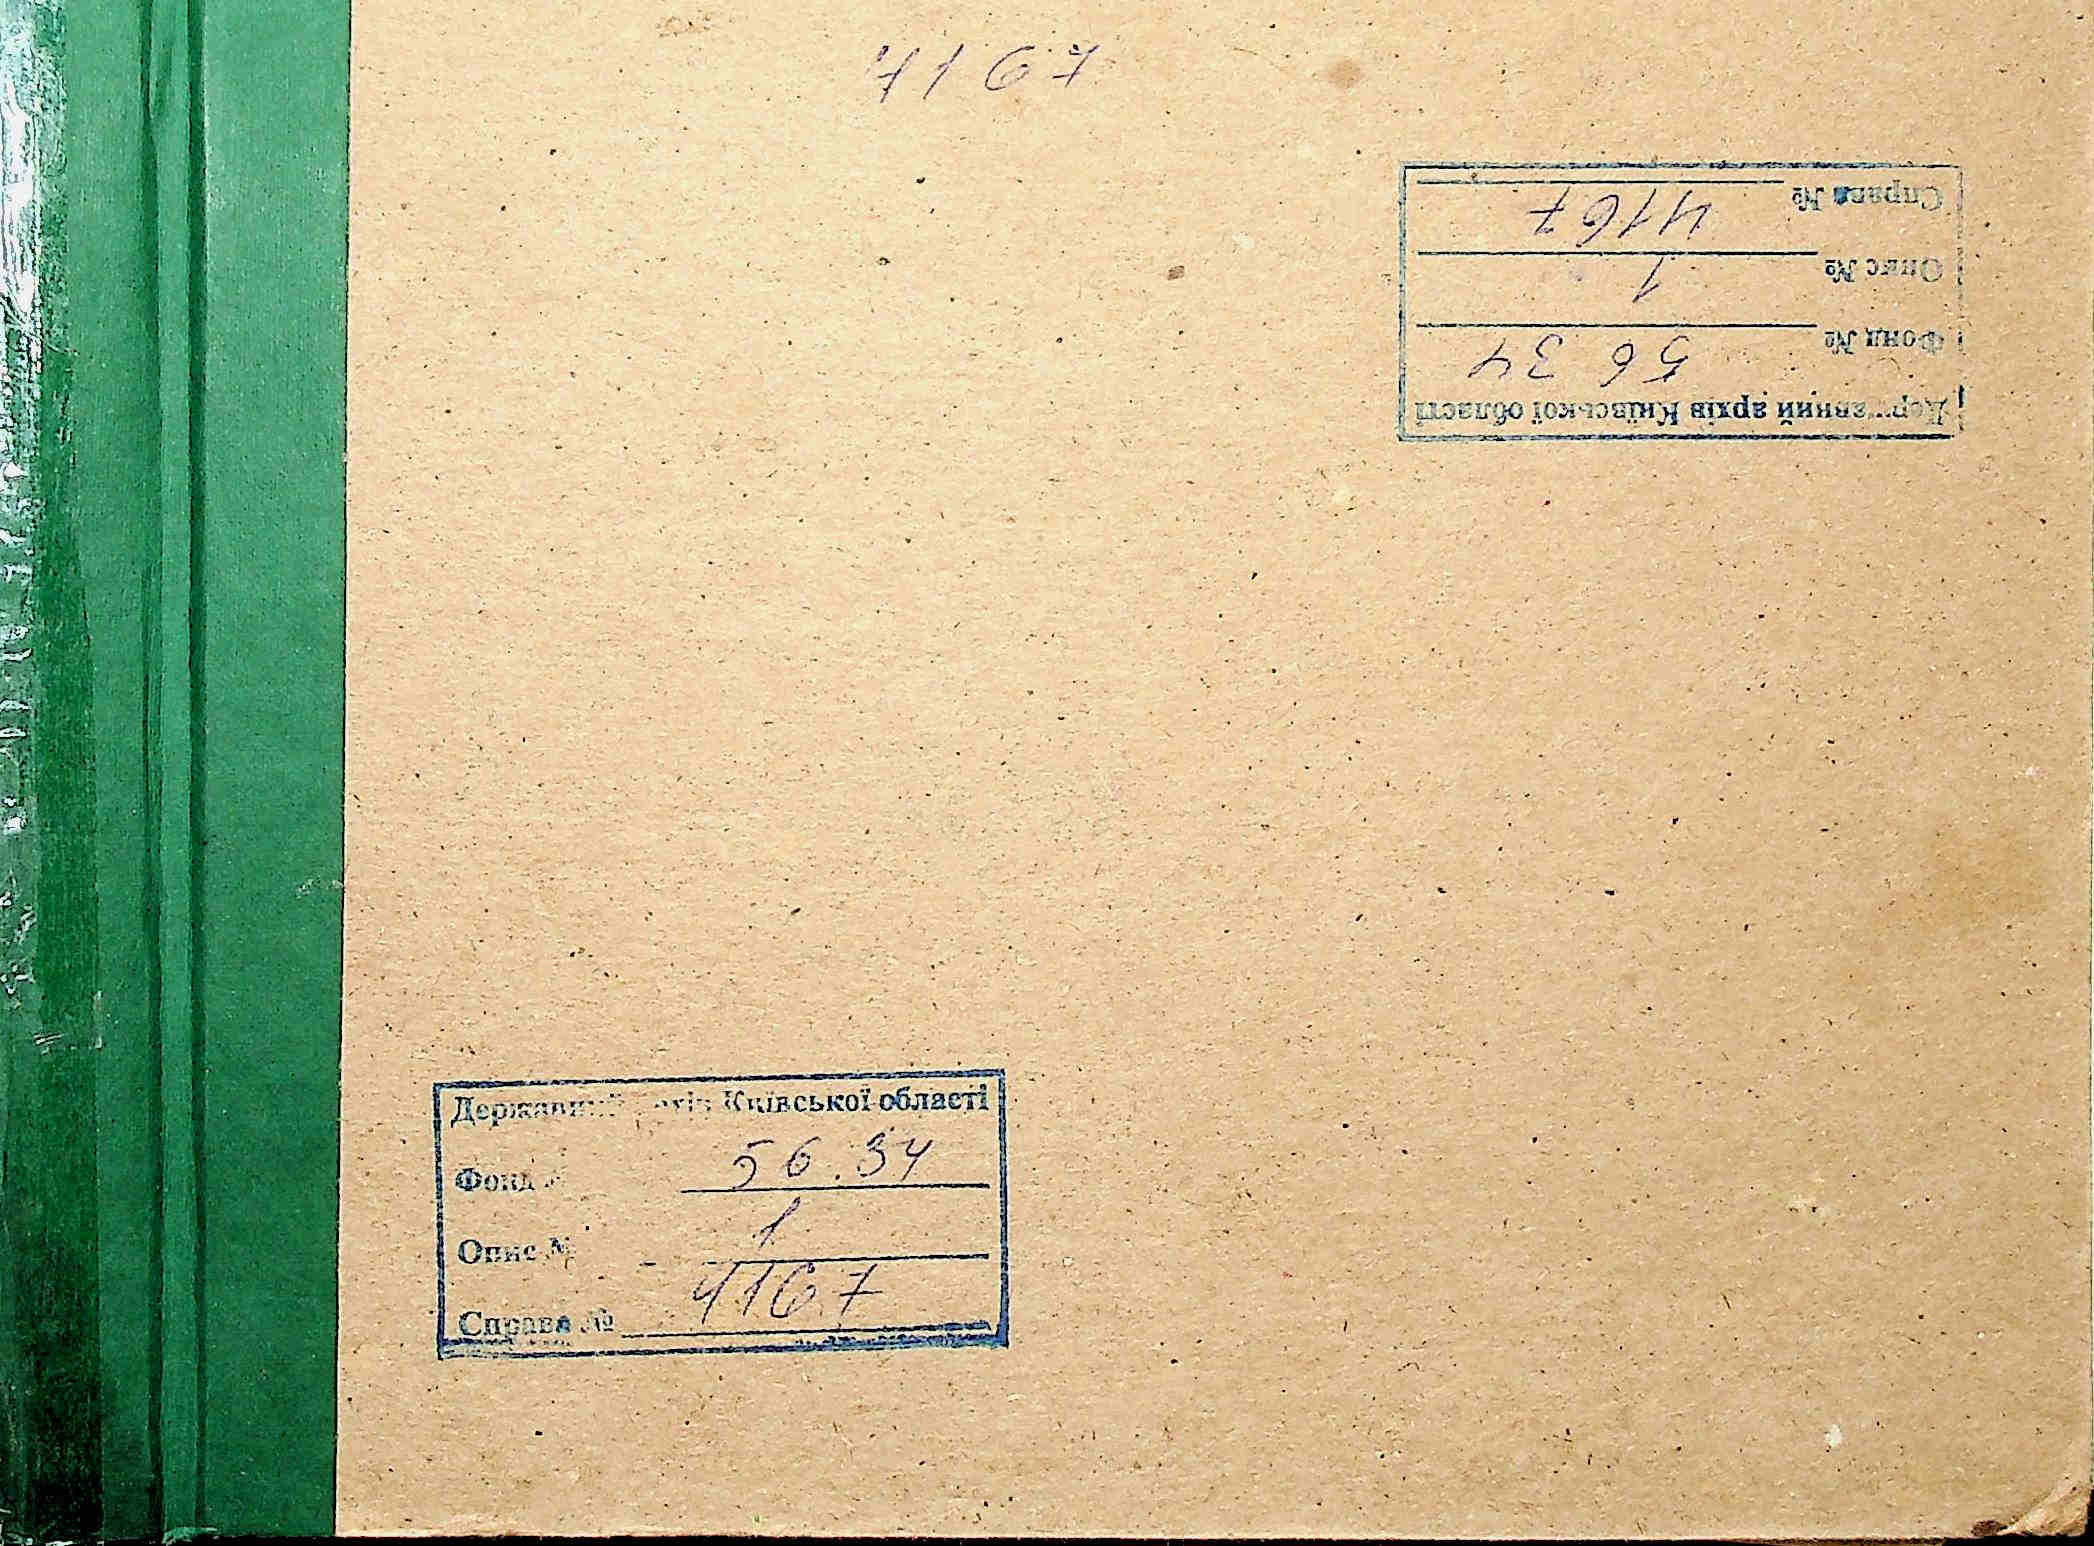 4167
Справа № 4167
Опис № 1
Фонд № 5634
Державний архів Київської області
Державний архів Київської області
Фонд № 56.34
Опис № 1
Справа № 4167